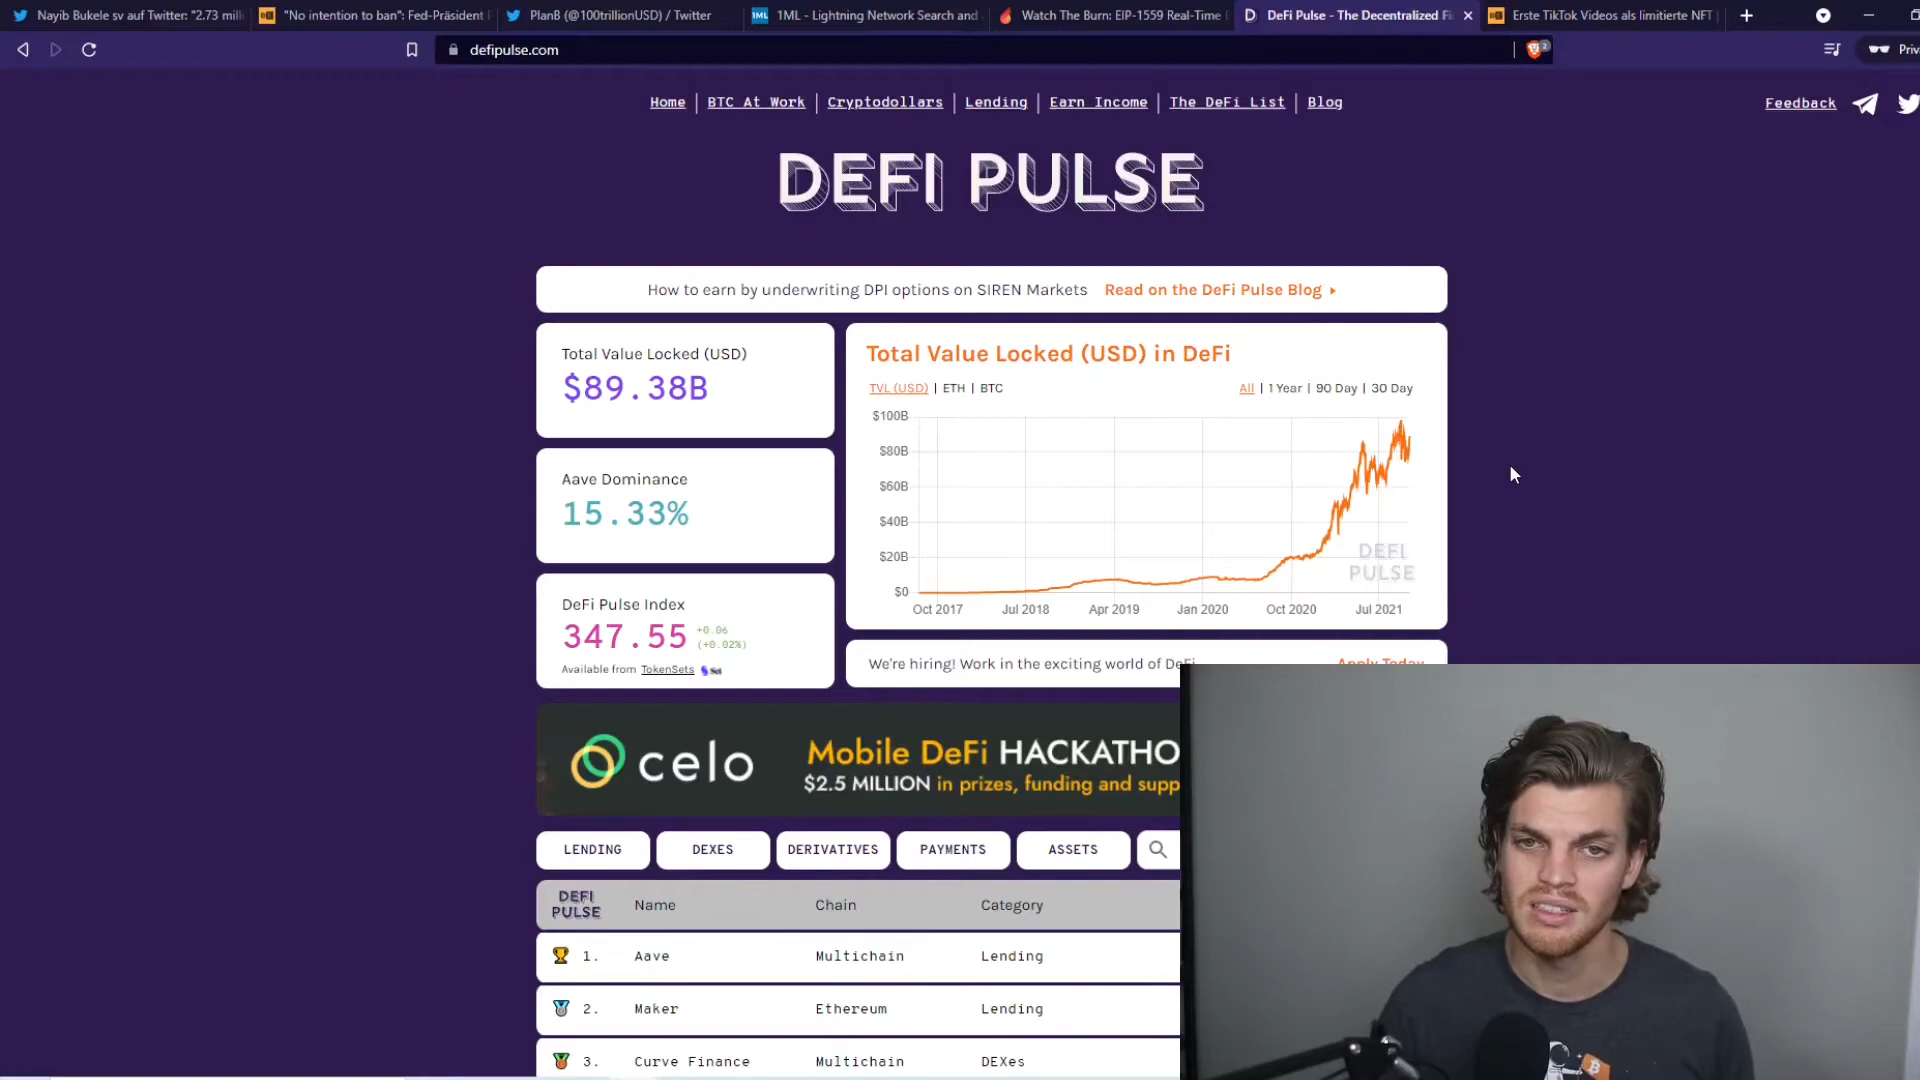 Nayib Bukele sv auf Twitter: "2.73 mill
"No intention to ban": Fed-Präsident P
PlanB (@100trillionUSD) / Twitter
1ML - Lightning Network Search and
Watch The Burn: EIP-1559 Real-Time
DeFi Pulse - The Decentralized Fi
Erste TikTok Videos als limitierte NFT
defipulse.com
2
Priv
Home | BTC At Work | Cryptodollars | Lending | Earn Income | The DeFi List | Blog
Feedback
DEFI PULSE
How to earn by underwriting DPI options on SIREN Markets Read on the DeFi Pulse Blog
Total Value Locked (USD)
$89.38B
Aave Dominance
15.33%
DeFi Pulse Index
347.55
+0.06
(+0.02%)
Available from TokenSets
Total Value Locked (USD) in DeFi
TVL (USD) | ETH | BTC
All | 1 Year | 90 Day | 30 Day
$100B
$80B
$60B
$40B
$20B
$0
Oct 2017 Jul 2018 Apr 2019 Jan 2020 Oct 2020 Jul 2021
DEFI
PULSE
We're hiring! Work in the exciting world of DeFi
Apply Today
celo
Mobile DeFi HACKATHO
$2.5 MILLION in prizes, funding and supp
LENDING DEXES DERIVATIVES PAYMENTS ASSETS
DEFI
PULSE
Name Chain Category
1. Aave Multichain Lending
2. Maker Ethereum Lending
3. Curve Finance Multichain DEXes